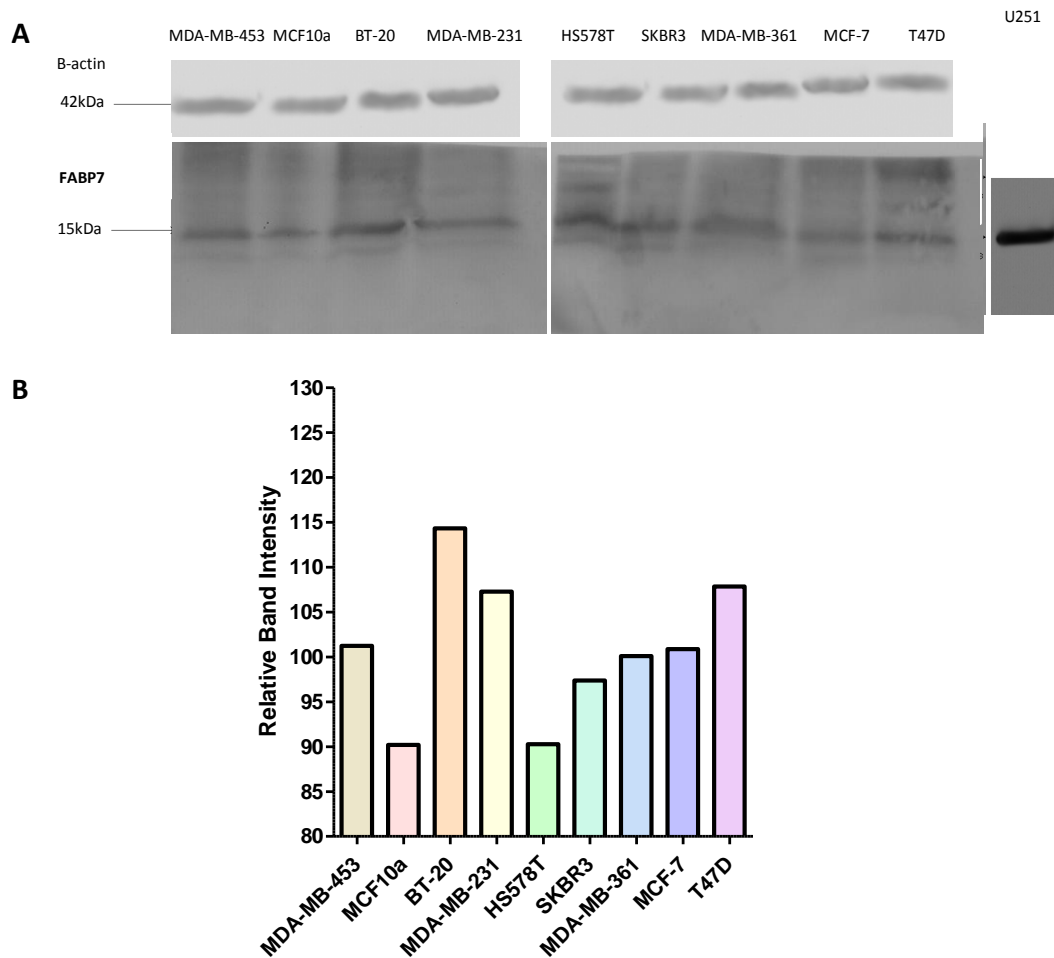 A
MDA-MB-453 MCF10a BT-20 MDA-MB-231 HS578T SKBR3 MDA-MB-361 MCF-7 T47D U251
B-actin
42kDa
FABP7
15kDa
B
Relative Band Intensity
130
125
120
115
110
105
100
95
90
85
80
MDA-MB-453
MCF10a
BT-20
MDA-MB-231
HS578T
SKBR3
MDA-MB-361
MCF-7
T47D